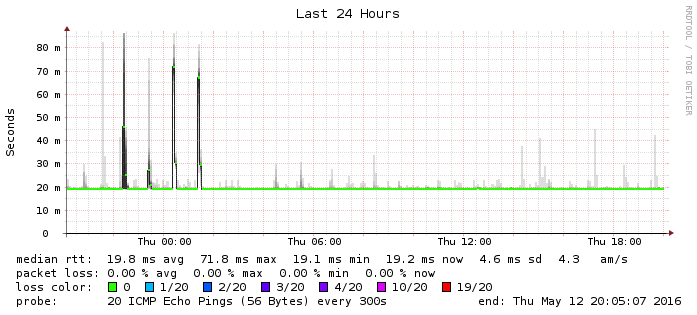 Last 24 Hours
RRDTOOL / TOBI OETIKER
Seconds
80 m
70 m
60 m
50 m
40 m
30 m
20 m
10 m
0
Thu 00:00 Thu 06:00 Thu 12:00 Thu 18:00
median rtt: 19.8 ms avg 71.8 ms max 19.1 ms min 19.2 ms now 4.6 ms sd 4.3 am/s
packet loss: 0.00 % avg 0.00 % max 0.00 % min 0.00 % now
loss color: 0 1/20 2/20 3/20 4/20 10/20 19/20
probe: 20 ICMP Echo Pings (56 Bytes) every 300s end: Thu May 12 20:05:07 2016